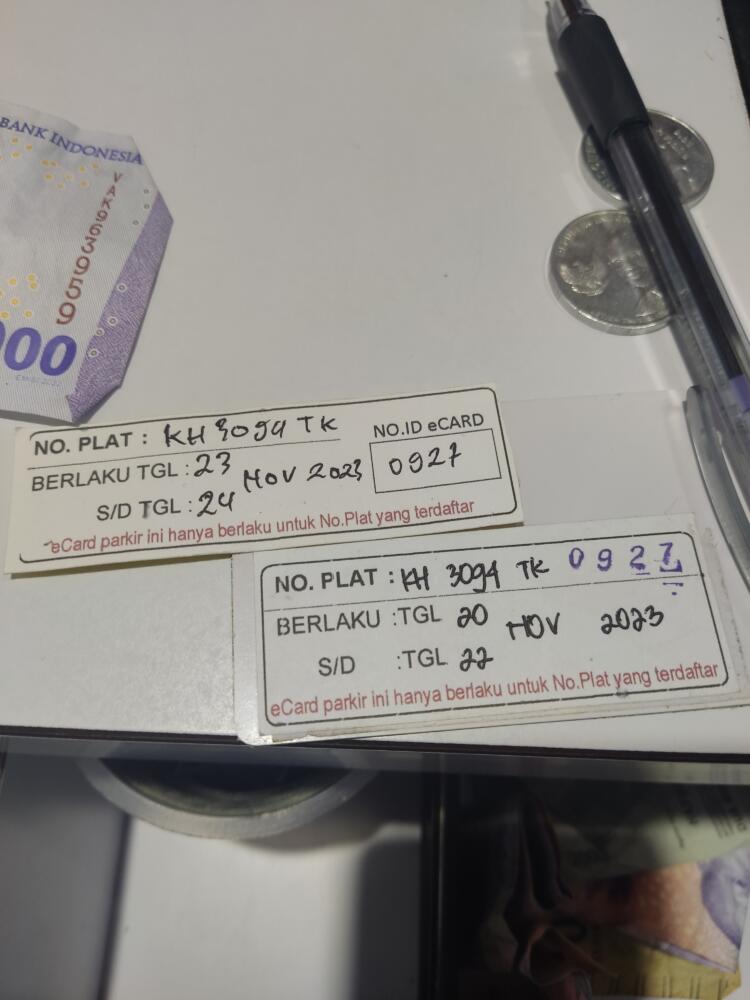 BANK INDONESIA
VAK963959
000
NO. PLAT : KH 3094 TK
NO.ID eCARD
BERLAKU TGL : 23 NOV 2023
0927
S/D TGL : 24
eCard parkir ini hanya berlaku untuk No.Plat yang terdaftar
NO. PLAT : KH 3094 TK 0927
BERLAKU :TGL 20 NOV 2023
S/D :TGL 22
eCard parkir ini hanya berlaku untuk No.Plat yang terdaftar